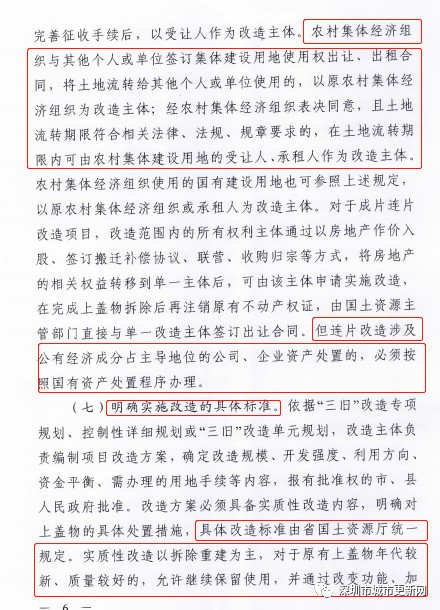 完善征收手续后，以受让人作为改造主体。农村集体经济组
织与其他个人或单位签订集体建设用地使用权出让、出租合
同，将土地流转给其他个人或单位使用的，以原农村集体经
济组织为改造主体；经农村集体经济组织表决同意，且土地
流转期限符合相关法律、法规、规章要求的，在土地流转期
限内可由农村集体建设用地的受让人、承租人作为改造主体。
农村集体经济组织使用的国有建设用地也可参照上述规定，
以原农村集体经济组织或承租人为改造主体。对于成片连片
改造项目，改造范围内的所有权利主体通过以房地产作价入
股、签订搬迁补偿协议、联营、收购归宗等方式，将房地产
的相关权益转移到单一主体后，可由该主体申请实施改造，
在完成上盖物拆除后再注销原有不动产权证，由国土资源主
管部门直接与单一改造主体签订出让合同。但连片改造涉及
公有经济成分占主导地位的公司、企业资产处置的，必须按
照国有资产处置程序办理。
（七）明确实施改造的具体标准。依据“三旧”改造专项
规划、控制性详细规划或“三旧”改造单元规划，改造主体负
责编制项目改造方案，确定改造规模、开发强度、利用方向、
资金平衡、需办理的用地手续等内容，报有批准权的市、县
人民政府批准。改造方案必须具备实质性改造内容，明确对
上盖物的具体处置措施，具体改造标准由省国土资源厅统一
规定。实质性改造以拆除重建为主，对于原有上盖物年代较
新、质量较好的，允许继续保留使用，并通过改变功能、加
— 6 —
深圳市城市更新网